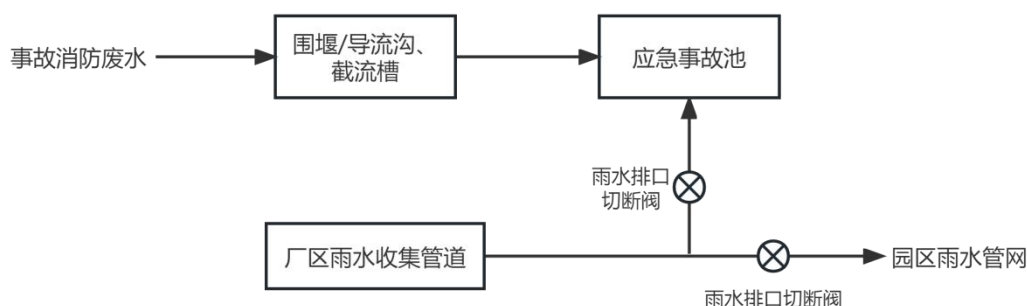 事故消防废水
围堰/导流沟、
截流槽
应急事故池
雨水排口
切断阀
厂区雨水收集管道
园区雨水管网
雨水排口切断阀